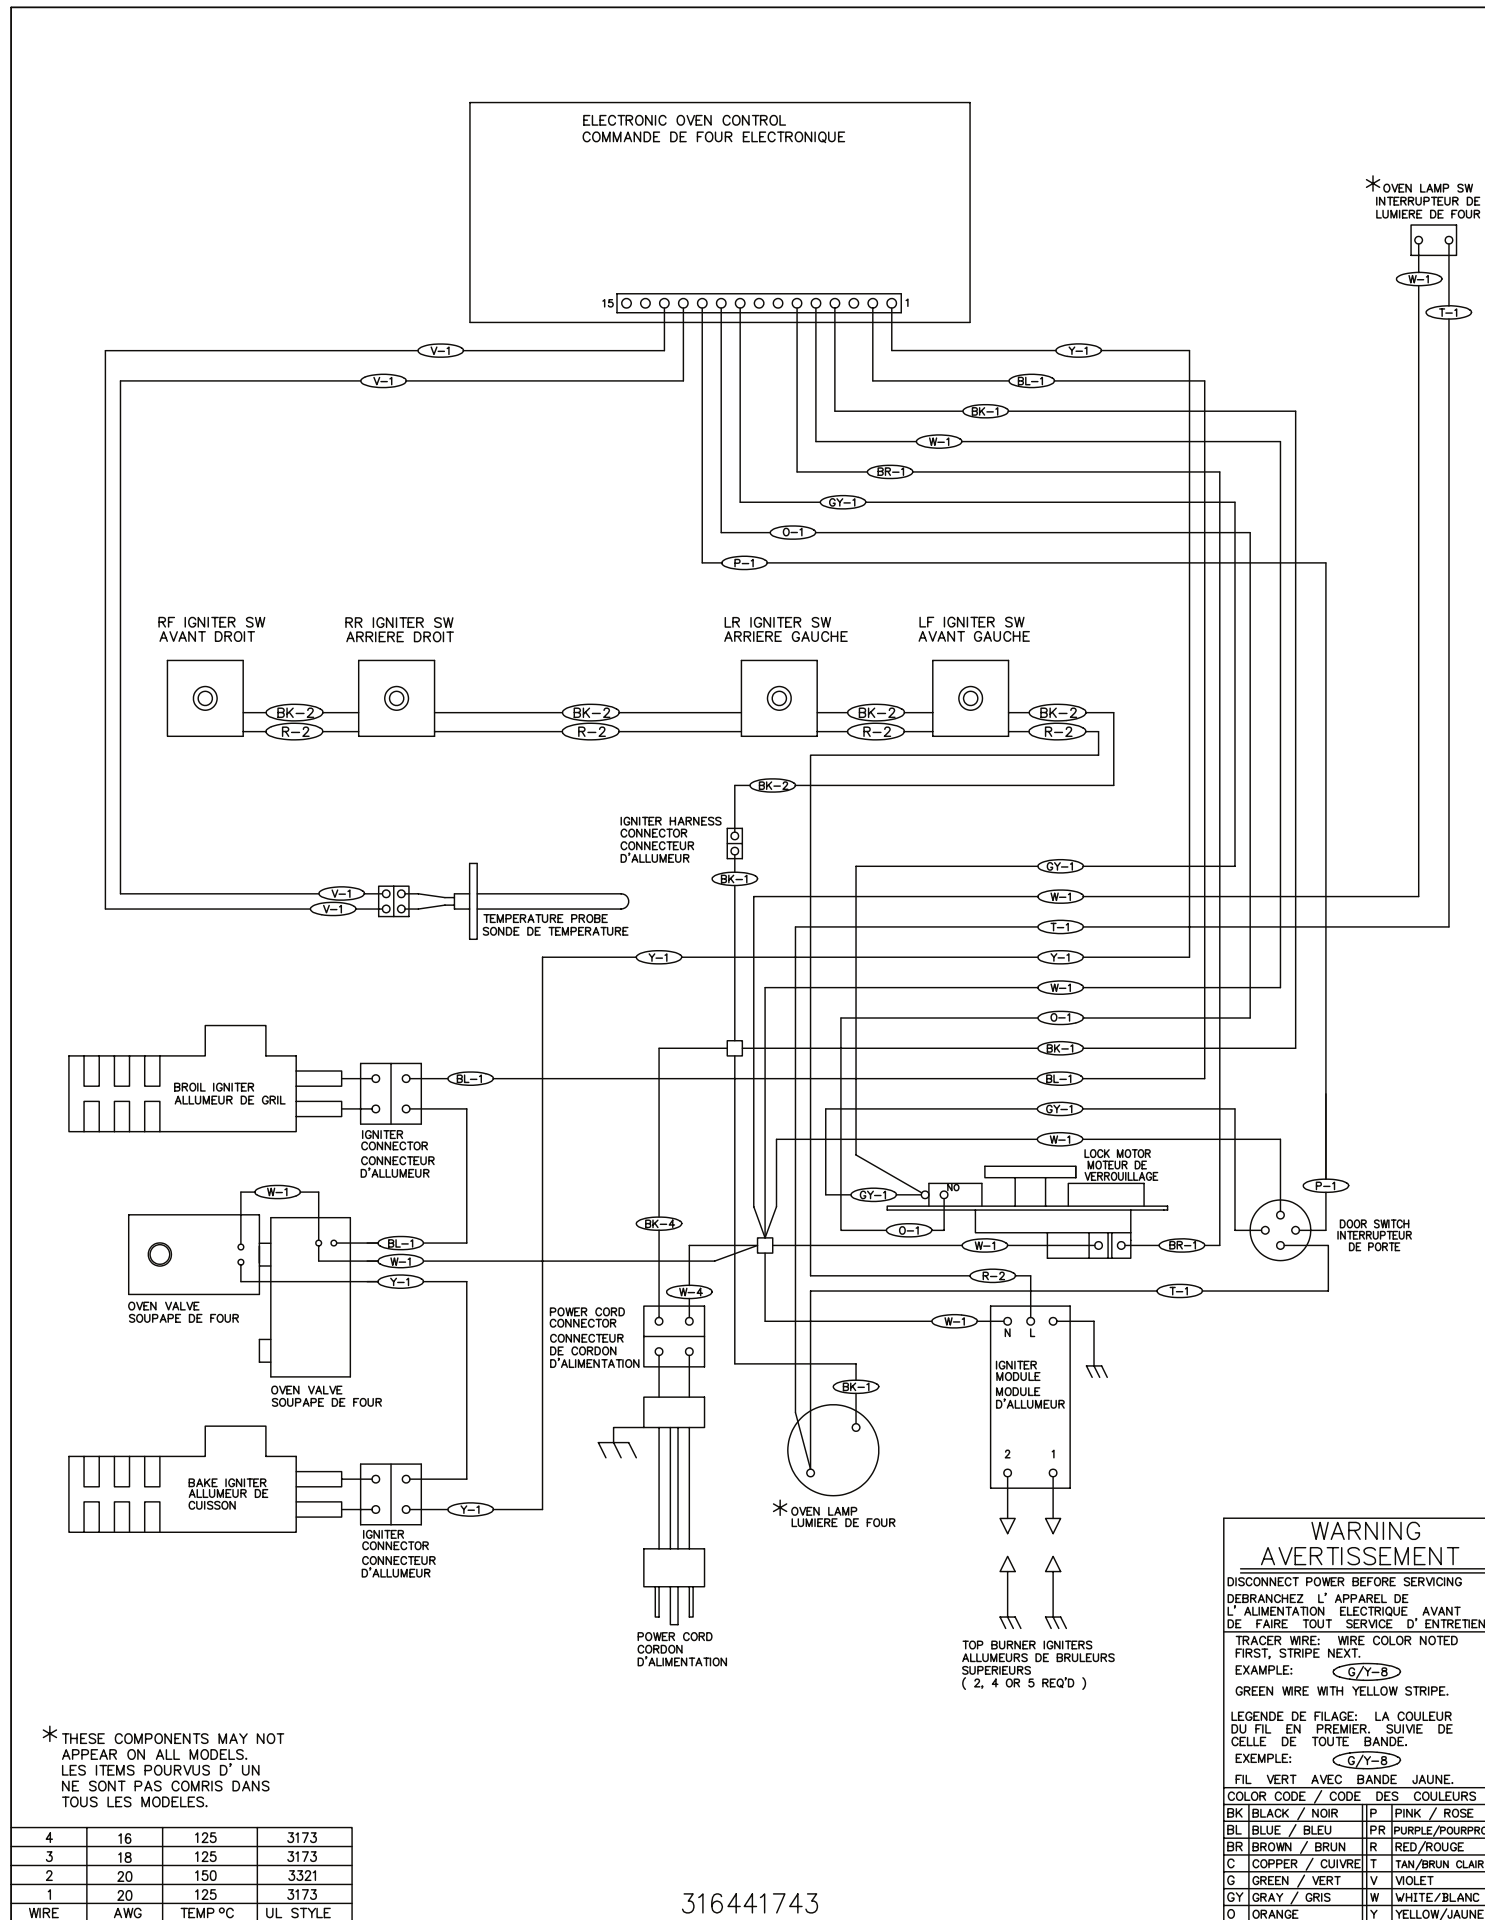 ELECTRONIC OVEN CONTROL
COMMANDE DE FOUR ELECTRONIQUE
*OVEN LAMP SW
INTERRUPTEUR DE
LUMIERE DE FOUR
15
1
W-1
T-1
V-1
Y-1
V-1
BL-1
BK-1
W-1
BR-1
GY-1
O-1
P-1
RF IGNITER SW
AVANT DROIT
RR IGNITER SW
ARRIERE DROIT
LR IGNITER SW
ARRIERE GAUCHE
LF IGNITER SW
AVANT GAUCHE
BK-2
BK-2
BK-2
BK-2
R-2
R-2
R-2
R-2
BK-2
IGNITER HARNESS
CONNECTOR
CONNECTEUR
D'ALLUMEUR
BK-1
GY-1
V-1
V-1
W-1
TEMPERATURE PROBE
SONDE DE TEMPERATURE
T-1
Y-1
Y-1
W-1
O-1
BK-1
BROIL IGNITER
ALLUMEUR DE GRIL
BL-1
BL-1
GY-1
IGNITER
CONNECTOR
CONNECTEUR
D'ALLUMEUR
W-1
LOCK MOTOR
MOTEUR DE
VERROUILLAGE
W-1
GY-1
NO
P-1
BK-4
O-1
DOOR SWITCH
INTERRUPTEUR
DE PORTE
BL-1
W-1
BR-1
W-1
Y-1
R-2
W-4
T-1
OVEN VALVE
SOUPAPE DE FOUR
POWER CORD
CONNECTOR
CONNECTEUR
DE CORDON
D'ALIMENTATION
W-1
N
L
IGNITER
MODULE
MODULE
D'ALLUMEUR
BK-1
OVEN VALVE
SOUPAPE DE FOUR
2
1
BAKE IGNITER
ALLUMEUR DE
CUISSON
Y-1
*OVEN LAMP
LUMIERE DE FOUR
IGNITER
CONNECTOR
CONNECTEUR
D'ALLUMEUR
POWER CORD
CORDON
D'ALIMENTATION
TOP BURNER IGNITERS
ALLUMEURS DE BRULEURS
SUPERIEURS
( 2, 4 OR 5 REQ'D )
WARNING
AVERTISSEMENT
DISCONNECT POWER BEFORE SERVICING
DEBRANCHEZ L' APPAREL DE
L' ALIMENTATION ELECTRIQUE AVANT
DE FAIRE TOUT SERVICE D' ENTRETIEN
TRACER WIRE: WIRE COLOR NOTED
FIRST, STRIPE NEXT.
EXAMPLE: G/Y-8
GREEN WIRE WITH YELLOW STRIPE.
LEGENDE DE FILAGE: LA COULEUR
DU FIL EN PREMIER. SUIVIE DE
CELLE DE TOUTE BANDE.
EXEMPLE: G/Y-8
FIL VERT AVEC BANDE JAUNE.
COLOR CODE / CODE DES COULEURS
BK BLACK / NOIR P PINK / ROSE
BL BLUE / BLEU PR PURPLE/POURPRO
BR BROWN / BRUN R RED/ROUGE
C COPPER / CUIVRE T TAN/BRUN CLAIR
G GREEN / VERT V VIOLET
GY GRAY / GRIS W WHITE/BLANC
O ORANGE Y YELLOW/JAUNE
*THESE COMPONENTS MAY NOT
APPEAR ON ALL MODELS.
LES ITEMS POURVUS D' UN
NE SONT PAS COMRIS DANS
TOUS LES MODELES.
4 16 125 3173
3 18 125 3173
2 20 150 3321
1 20 125 3173
WIRE AWG TEMP °C UL STYLE
316441743